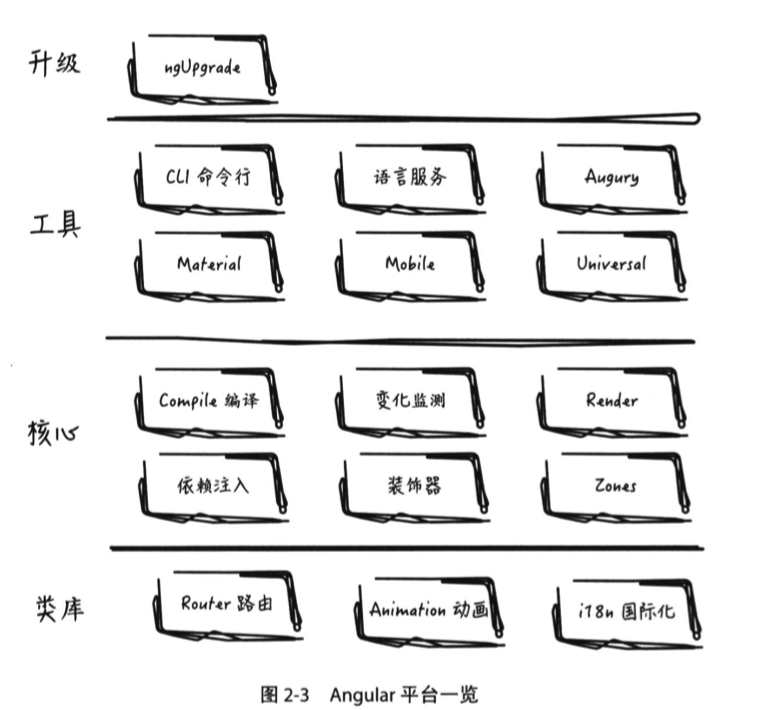 升级
ngUpgrade
工具
CLI 命令行
语言服务
Augury
Material
Mobile
Universal
核心
Compile 编译
变化监测
Render
依赖注入
装饰器
Zones
类库
Router 路由
Animation 动画
i18n 国际化
图 2-3 Angular 平台一览